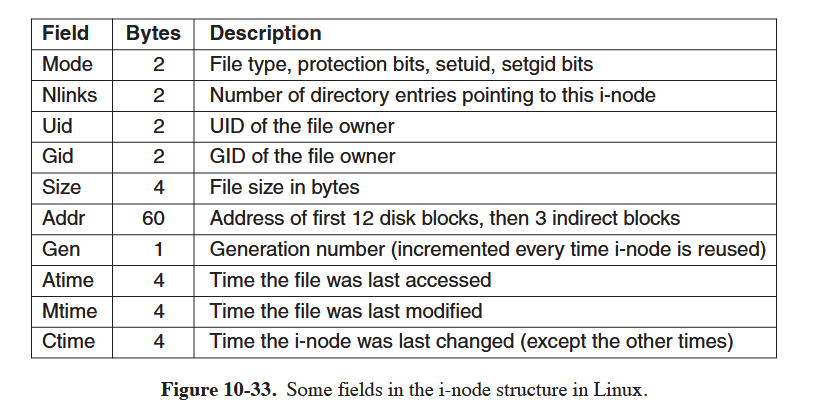 Field Bytes Description
Mode 2 File type, protection bits, setuid, setgid bits
Nlinks 2 Number of directory entries pointing to this i-node
Uid 2 UID of the file owner
Gid 2 GID of the file owner
Size 4 File size in bytes
Addr 60 Address of first 12 disk blocks, then 3 indirect blocks
Gen 1 Generation number (incremented every time i-node is reused)
Atime 4 Time the file was last accessed
Mtime 4 Time the file was last modified
Ctime 4 Time the i-node was last changed (except the other times)
Figure 10-33. Some fields in the i-node structure in Linux.